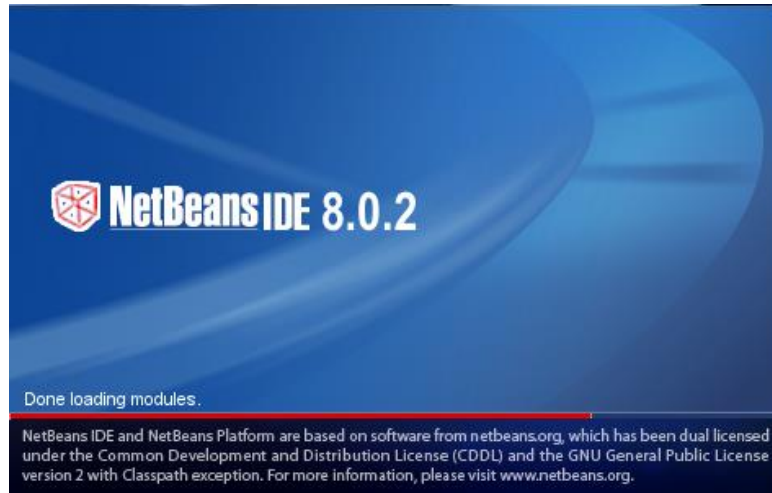 NetBeans IDE 8.0.2
Done loading modules.
NetBeans IDE and NetBeans Platform are based on software from netbeans.org, which has been dual licensed
under the Common Development and Distribution License (CDDL) and the GNU General Public License
version 2 with Classpath exception. For more information, please visit www.netbeans.org.